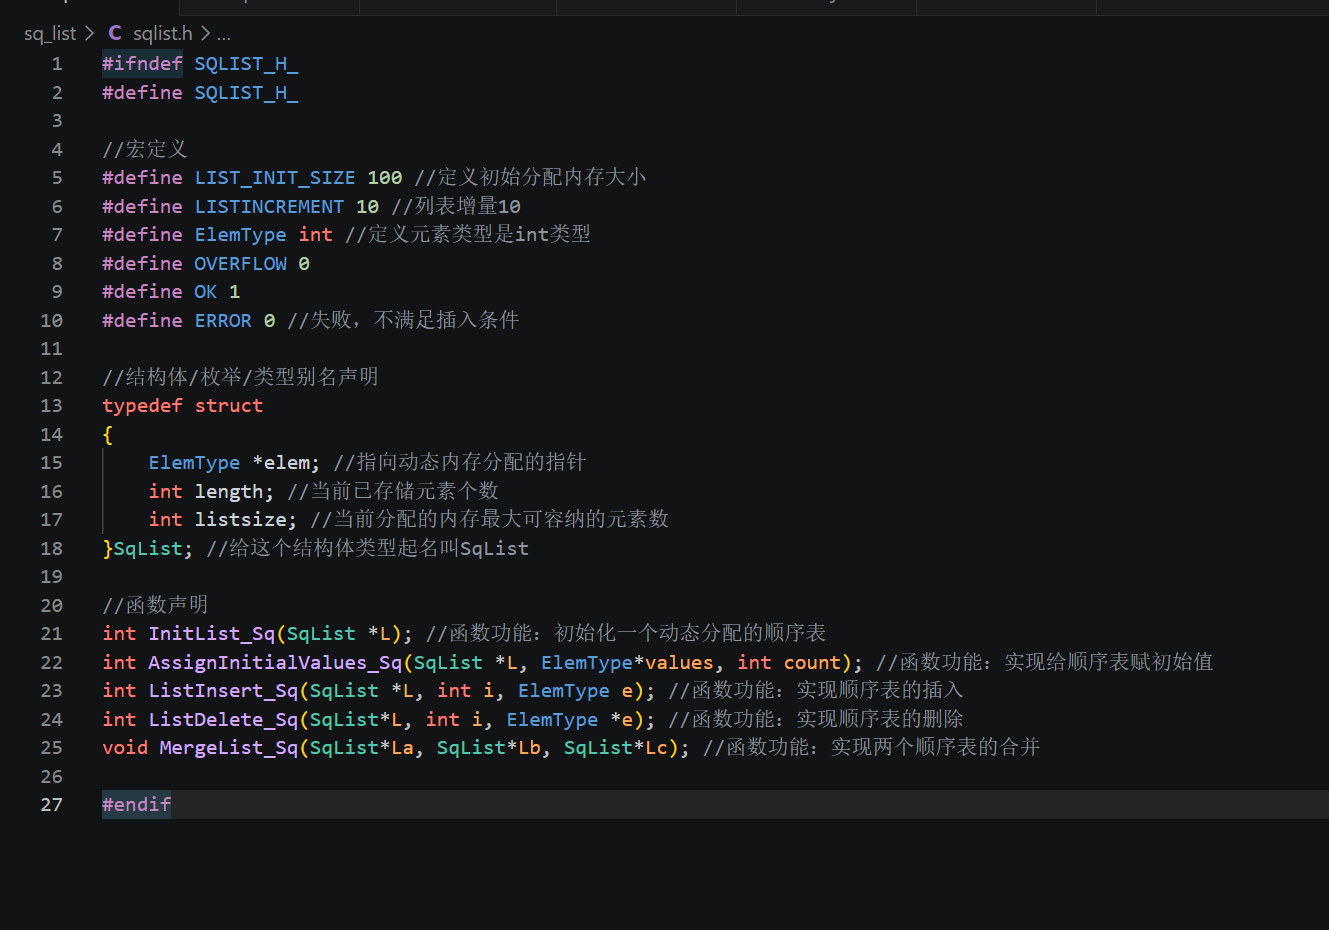 sq_list > C sqlist.h > ...
1 #ifndef SQLIST_H_
2 #define SQLIST_H_
3
4 //宏定义
5 #define LIST_INIT_SIZE 100 //定义初始分配内存大小
6 #define LISTINCREMENT 10 //列表增量10
7 #define ElemType int //定义元素类型是int类型
8 #define OVERFLOW 0
9 #define OK 1
10 #define ERROR 0 //失败，不满足插入条件
11
12 //结构体/枚举/类型别名声明
13 typedef struct
14 {
15     ElemType *elem; //指向动态内存分配的指针
16     int length; //当前已存储元素个数
17     int listsize; //当前分配的内存最大可容纳的元素数
18 }SqList; //给这个结构体类型起名叫SqList
19
20 //函数声明
21 int InitList_Sq(SqList *L); //函数功能：初始化一个动态分配的顺序表
22 int AssignInitialValues_Sq(SqList *L, ElemType*values, int count); //函数功能：实现给顺序表赋初始值
23 int ListInsert_Sq(SqList *L, int i, ElemType e); //函数功能：实现顺序表的插入
24 int ListDelete_Sq(SqList*L, int i, ElemType *e); //函数功能：实现顺序表的删除
25 void MergeList_Sq(SqList*La, SqList*Lb, SqList*Lc); //函数功能：实现两个顺序表的合并
26
27 #endif